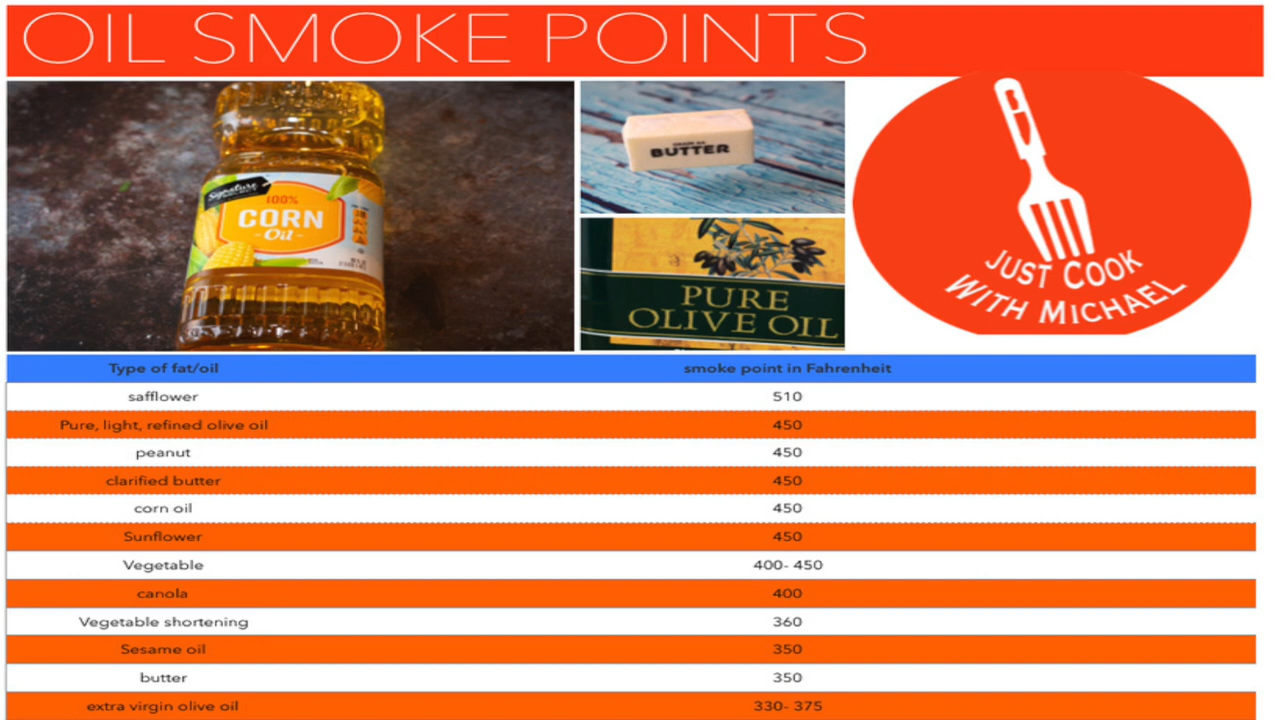 OIL SMOKE POINTS
Signature
100%
CORN
-Oil-
BUTTER
PURE
OLIVE OIL
JUST COOK
WITH MICHAEL
Type of fat/oil smoke point in Fahrenheit
safflower 510
Pure, light, refined olive oil 450
peanut 450
clarified butter 450
corn oil 450
Sunflower 450
Vegetable 400- 450
canola 400
Vegetable shortening 360
Sesame oil 350
butter 350
extra virgin olive oil 330- 375